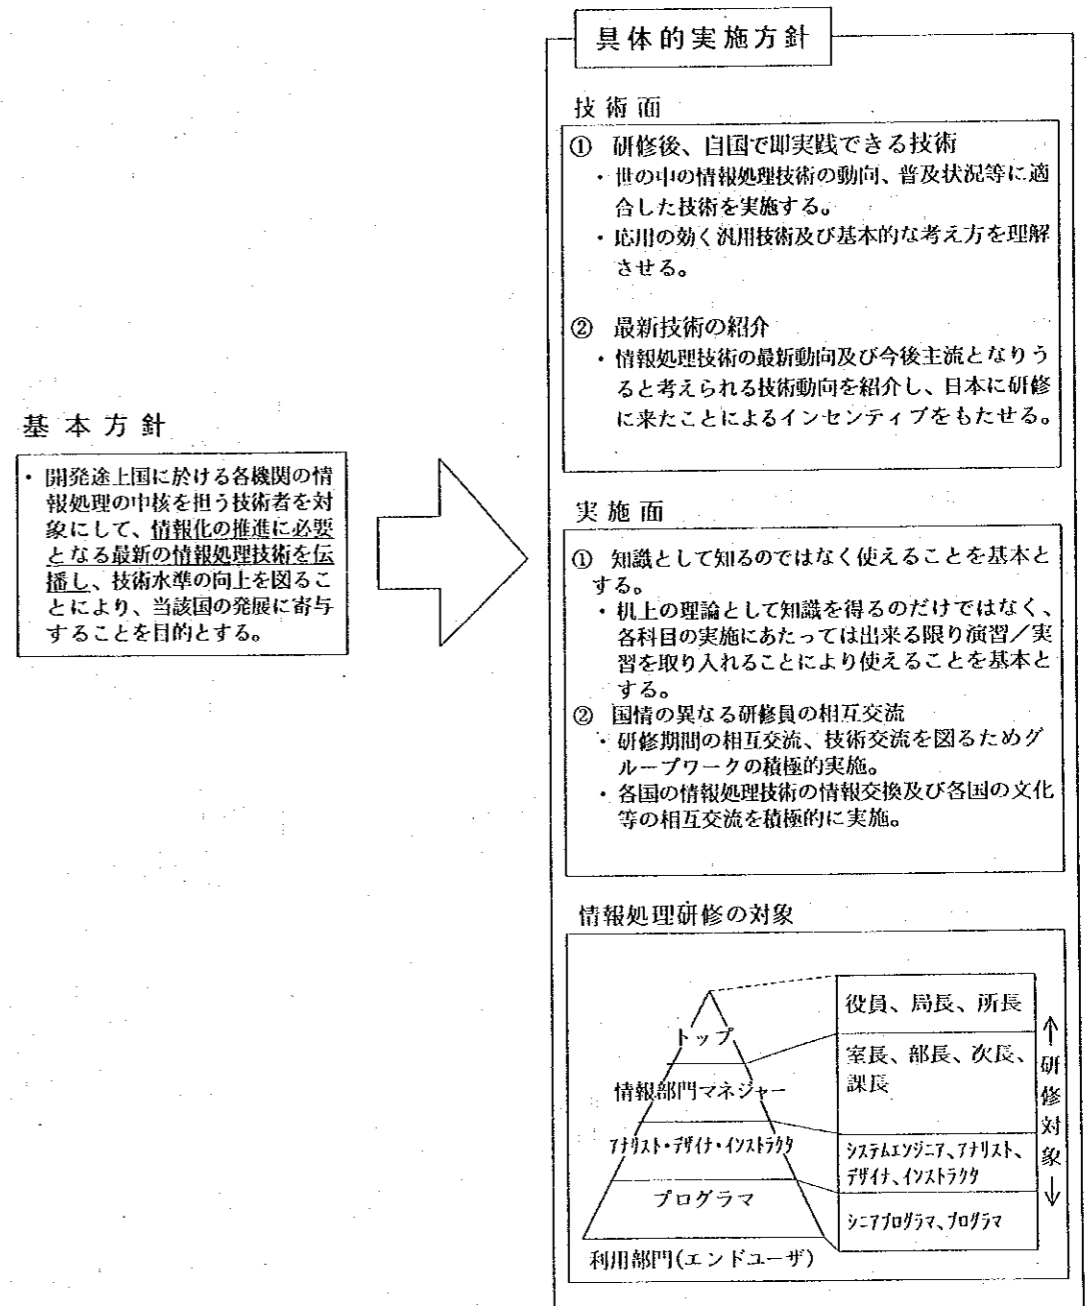 基本方針
・開発途上国に於ける各機関の情
報処理の中核を担う技術者を対
象にして、情報化の推進に必要
となる最新の情報処理技術を伝
播し、技術水準の向上を図るこ
とにより、当該国の発展に寄与
することを目的とする。
具体的実施方針
技術面
① 研修後、自国で即実践できる技術
・世の中の情報処理技術の動向、普及状況等に適
合した技術を実施する。
・応用の効く汎用技術及び基本的な考え方を理解
させる。
② 最新技術の紹介
・情報処理技術の最新動向及び今後主流となりう
ると考えられる技術動向を紹介し、日本に研修
に来たことによるインセンティブをもたせる。
実施面
① 知識として知るのではなく使えることを基本と
する。
・机上の理論として知識を得るのだけではなく、
各科目の実施にあたっては出来る限り演習／実
習を取り入れることにより使えることを基本と
する。
② 国情の異なる研修員の相互交流
・研修期間の相互交流、技術交流を図るためグ
ループワークの積極的実施。
・各国の情報処理技術の情報交換及び各国の文化
等の相互交流を積極的に実施。
情報処理研修の対象
トップ
情報部門マネジャー
アナリスト・デザイナ・インストラクタ
プログラマ
利用部門(エンドユーザ)
役員、局長、所長
室長、部長、次長、
課長
システムエンジニア、アナリスト、
デザイナ、インストラクタ
シニアプログラマ、プログラマ
↑研修対象↓